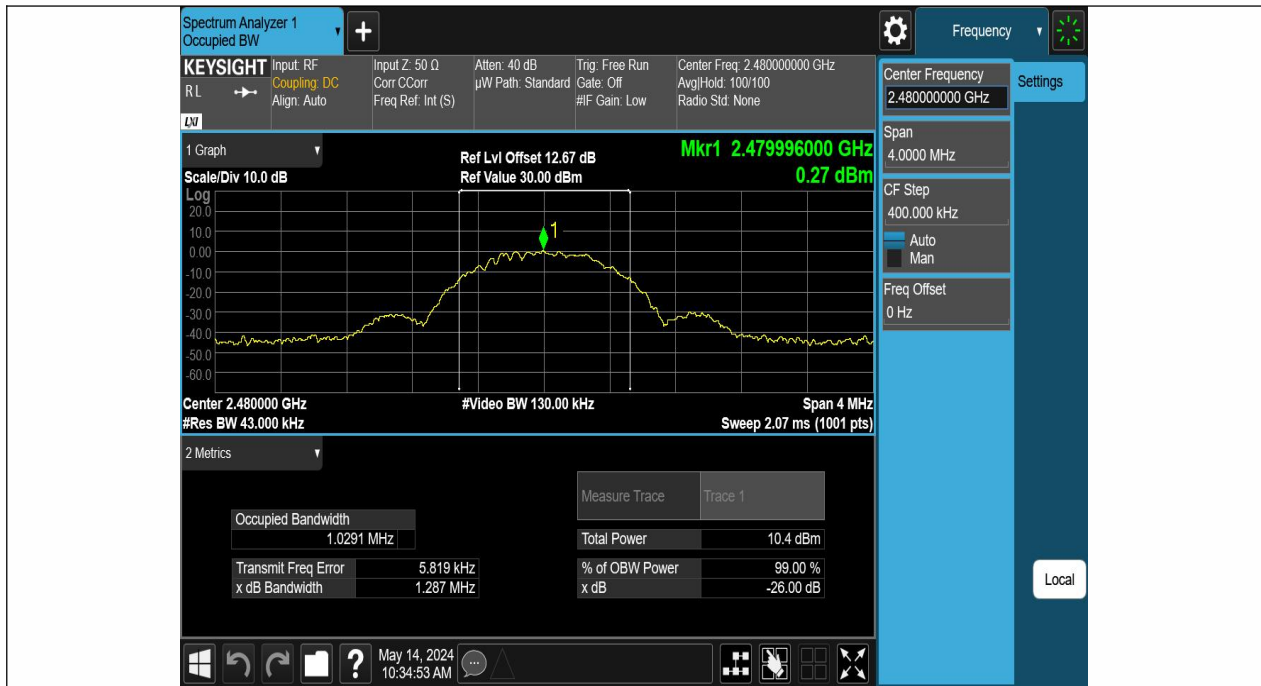 Spectrum Analyzer 1
Occupied BW
+
Frequency
KEYSIGHT
RL
LXI
Input: RF
Coupling: DC
Align: Auto
Input Z: 50 Ω
Corr CCorr
Freq Ref: Int (S)
Atten: 40 dB
µW Path: Standard
Trig: Free Run
Gate: Off
#IF Gain: Low
Center Freq: 2.480000000 GHz
Avg|Hold: 100/100
Radio Std: None
Center Frequency
2.480000000 GHz
Settings
Span
4.0000 MHz
CF Step
400.000 kHz
Auto
Man
Freq Offset
0 Hz
Local
1 Graph
Scale/Div 10.0 dB
Ref Lvl Offset 12.67 dB
Ref Value 30.00 dBm
Mkr1 2.479996000 GHz
0.27 dBm
Log
20.0
10.0
0.00
-10.0
-20.0
-30.0
-40.0
-50.0
-60.0
1
Center 2.480000 GHz
#Res BW 43.000 kHz
#Video BW 130.00 kHz
Span 4 MHz
Sweep 2.07 ms (1001 pts)
2 Metrics
Measure Trace Trace 1
Occupied Bandwidth
1.0291 MHz
Total Power 10.4 dBm
Transmit Freq Error 5.819 kHz
% of OBW Power 99.00 %
x dB Bandwidth 1.287 MHz
x dB -26.00 dB
?
May 14, 2024
10:34:53 AM